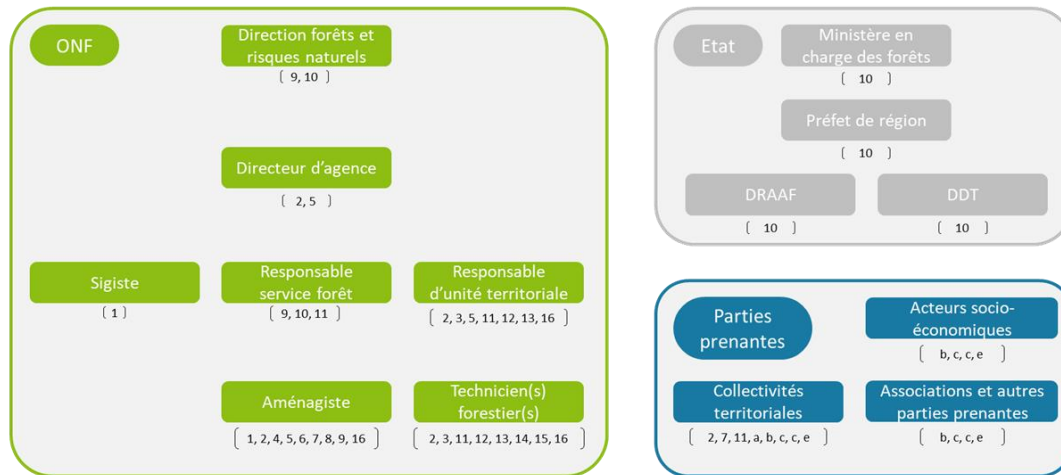 ONF
Direction forêts et
risques naturels
( 9, 10 )
Directeur d'agence
( 2, 5 )
Sigiste
( 1 )
Responsable
service forêt
( 9, 10, 11 )
Responsable
d'unité territoriale
( 2, 3, 5, 11, 12, 13, 16 )
Aménagiste
( 1, 2, 4, 5, 6, 7, 8, 9, 16 )
Technicien(s)
forestier(s)
( 2, 3, 11, 12, 13, 14, 15, 16 )
Etat
Ministère en
charge des forêts
( 10 )
Préfet de région
( 10 )
DRAAF
( 10 )
DDT
( 10 )
Parties
prenantes
Acteurs socio-
économiques
( b, c, c, e )
Collectivités
territoriales
( 2, 7, 11, a, b, c, c, e )
Associations et autres
parties prenantes
( b, c, c, e )